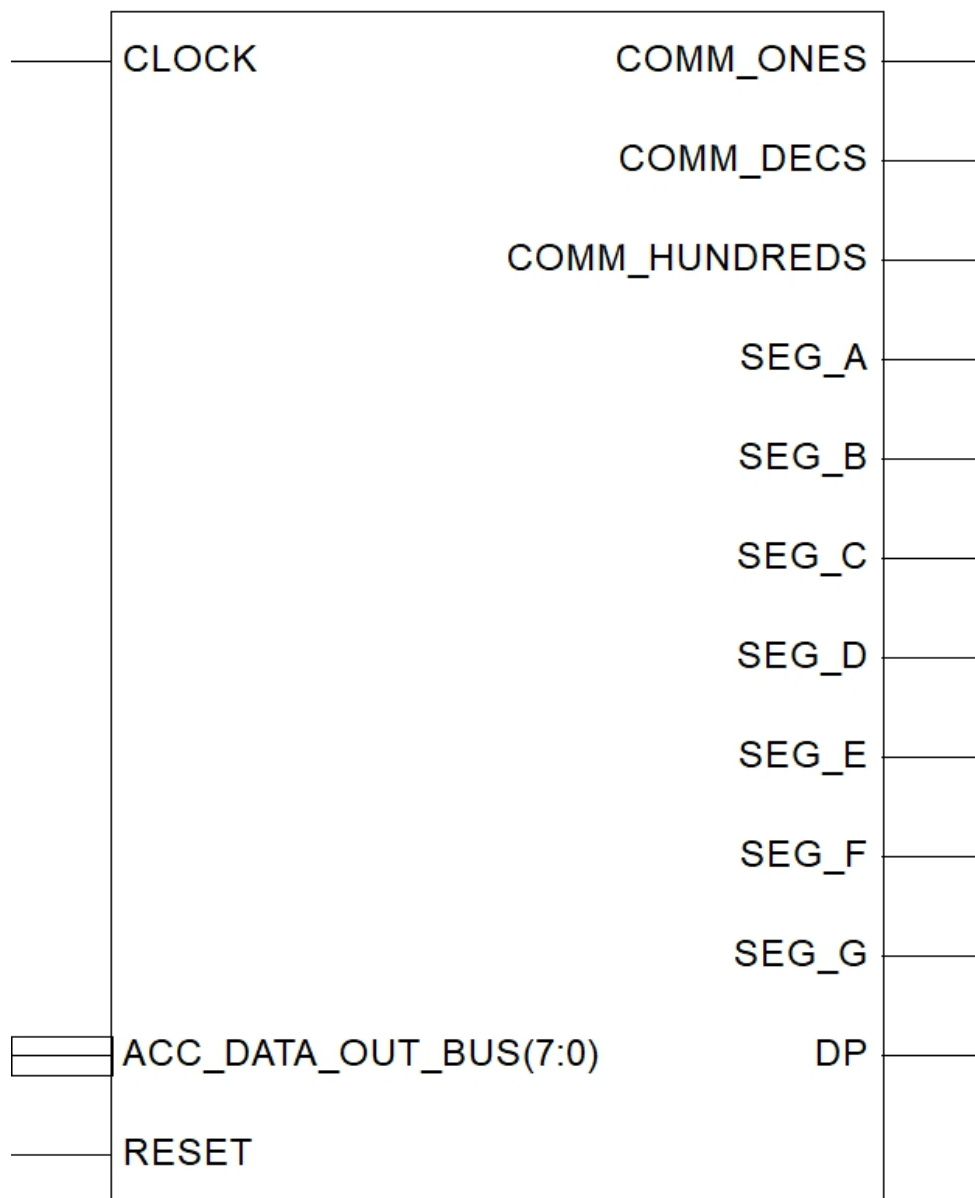 CLOCK COMM_ONES
COMM_DECS
COMM_HUNDREDS
SEG_A
SEG_B
SEG_C
SEG_D
SEG_E
SEG_F
SEG_G
ACC_DATA_OUT_BUS(7:0) DP
RESET